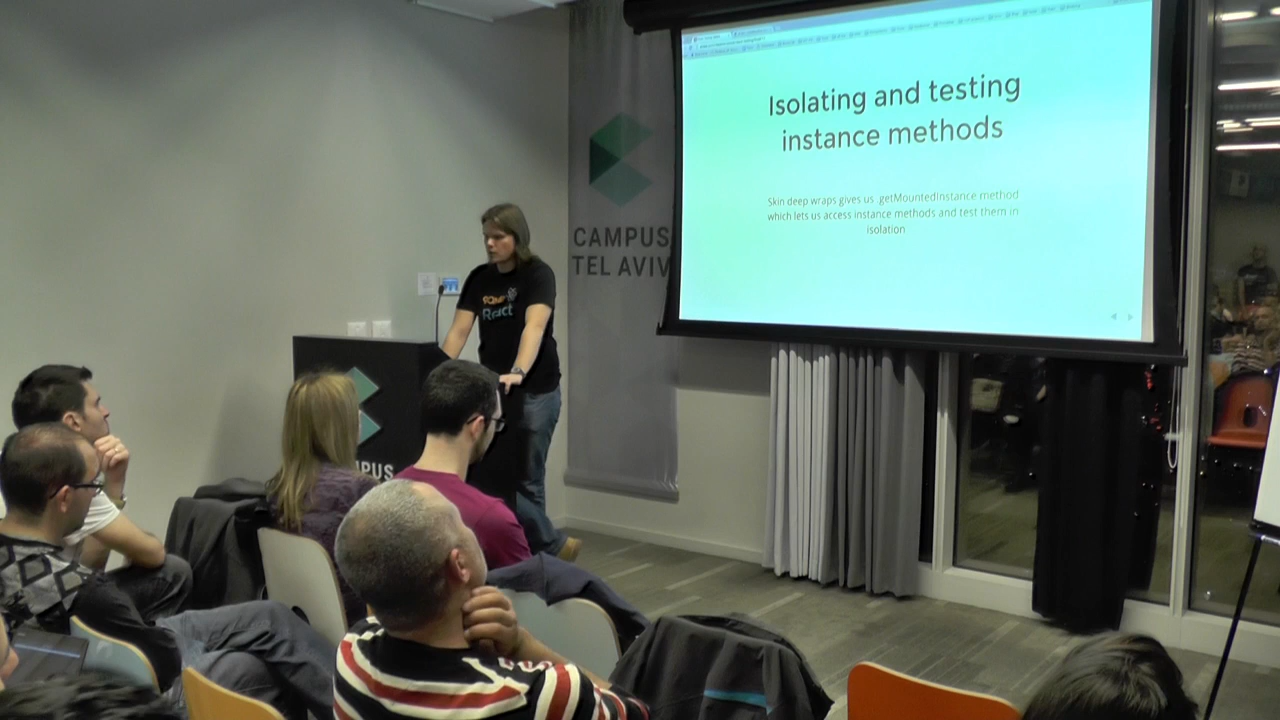 Isolating and testing
instance methods
Skin deep wraps gives us .getMountedInstance method
which lets us access instance methods and test them in
isolation
CAMPUS
TEL AVIV
React
PUS